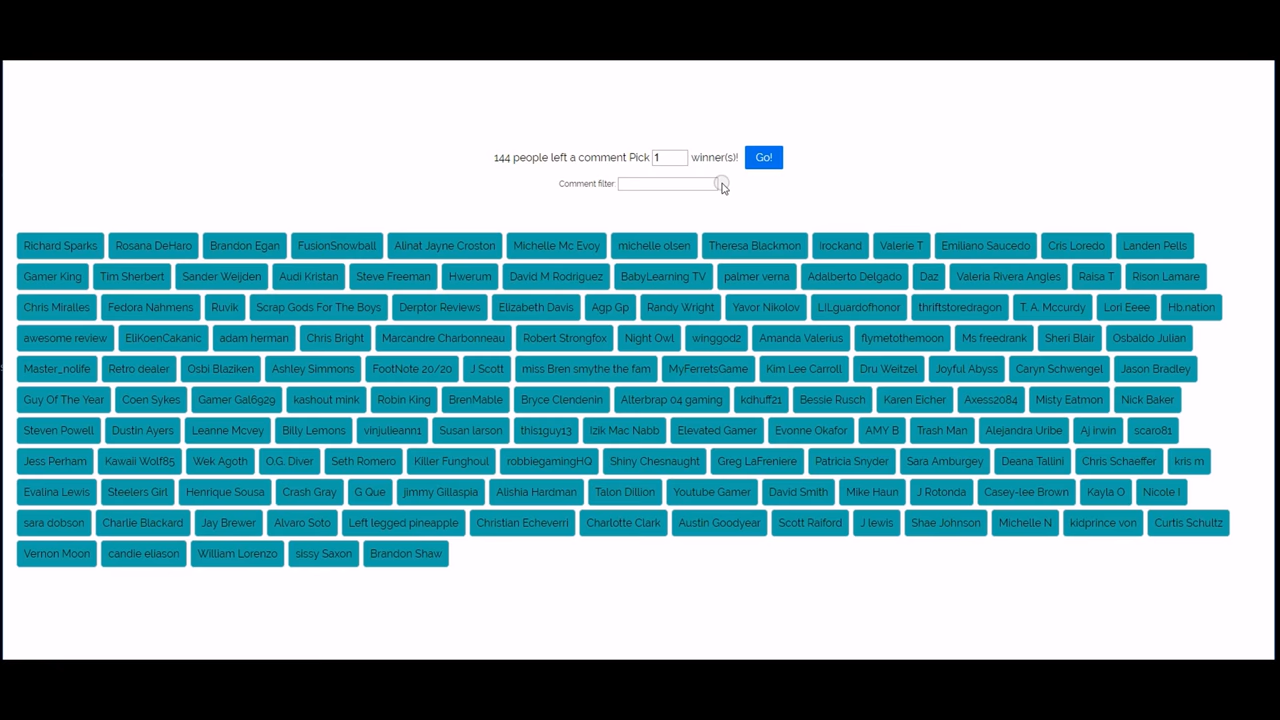 144 people left a comment Pick 1 winner(s)! Go!
Comment filter:
Richard Sparks Rosana DeHaro Brandon Egan FusionSnowball Alinat Jayne Croston Michelle Mc Evoy michelle olsen Theresa Blackmon Irockand Valerie T Emiliano Saucedo Cris Loredo Landen Pells
Gamer King Tim Sherbert Sander Weijden Audi Kristan Steve Freeman Hwerum David M Rodriguez BabyLearning TV palmer verna Adalberto Delgado Daz Valeria Rivera Angles Raisa T Rison Lamare
Chris Miralles Fedora Nahmens Ruvik Scrap Gods For The Boys Derptor Reviews Elizabeth Davis Agp Gp Randy Wright Yavor Nikolov LILguardofhonor thriftstoredragon T. A. Mccurdy Lori Eeee Hb.nation
awesome review EliKoenCakanic adam herman Chris Bright Marcandre Charbonneau Robert Strongfox Night Owl winggod2 Amanda Valerius flymetothemoon Ms freedrank Sheri Blair Osbaldo Julian
Master_nolife Retro dealer Osbi Blaziken Ashley Simmons FootNote 20/20 J Scott miss Bren smythe the fam MyFerretsGame Kim Lee Carroll Dru Weitzel Joyful Abyss Caryn Schwengel Jason Bradley
Guy Of The Year Coen Sykes Gamer Gal6929 kashout mink Robin King BrenMable Bryce Clendenin Alterbrap 04 gaming kdhuff21 Bessie Rusch Karen Eicher Axess2084 Misty Eatmon Nick Baker
Steven Powell Dustin Ayers Leanne Mcvey Billy Lemons vinjulieann1 Susan larson this1guy13 Izik Mac Nabb Elevated Gamer Evonne Okafor AMY B Trash Man Alejandra Uribe Aj irwin scaro81
Jess Perham Kawaii Wolf85 Wek Agoth O.G. Diver Seth Romero Killer Funghoul robbiegamingHQ Shiny Chesnaught Greg LaFreniere Patricia Snyder Sara Amburgey Deana Tallini Chris Schaeffer kris m
Evalina Lewis Steelers Girl Henrique Sousa Crash Gray G Que jimmy Gillaspia Alishia Hardman Talon Dillion Youtube Gamer David Smith Mike Haun J Rotonda Casey-lee Brown Kayla O Nicole I
sara dobson Charlie Blackard Jay Brewer Alvaro Soto Left legged pineapple Christian Echeverri Charlotte Clark Austin Goodyear Scott Raiford J lewis Shae Johnson Michelle N kidprince von Curtis Schultz
Vernon Moon candie eliason William Lorenzo sissy Saxon Brandon Shaw